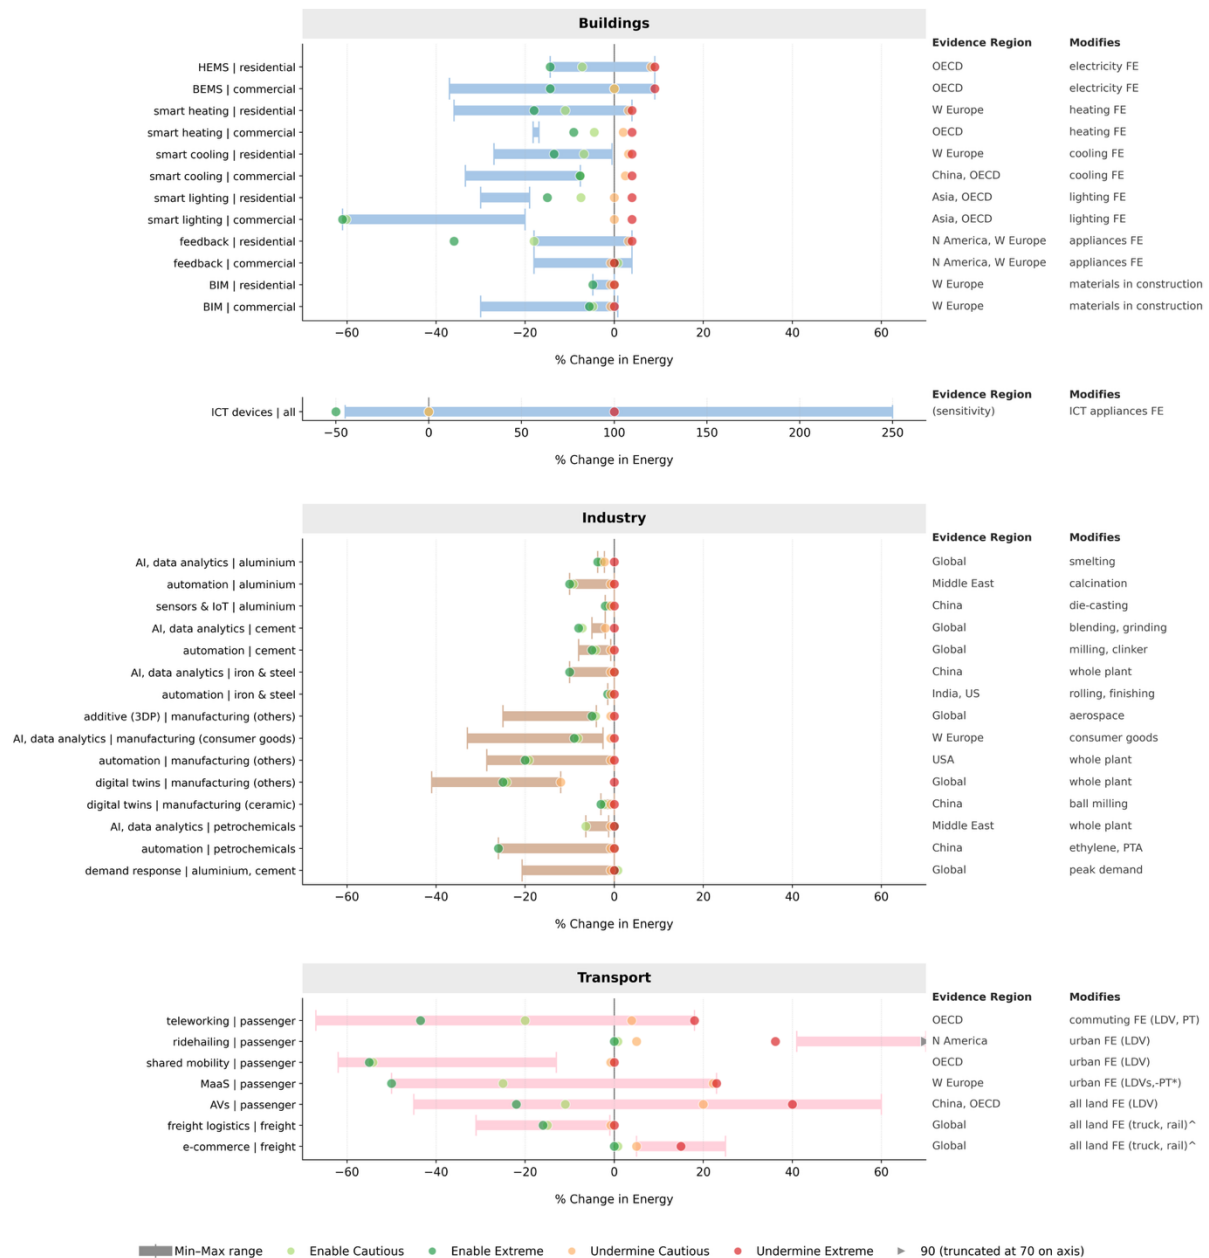 Buildings
Evidence Region Modifies
HEMS | residential OECD electricity FE
BEMS | commercial OECD electricity FE
smart heating | residential W Europe heating FE
smart heating | commercial OECD heating FE
smart cooling | residential W Europe cooling FE
smart cooling | commercial China, OECD cooling FE
smart lighting | residential Asia, OECD lighting FE
smart lighting | commercial Asia, OECD lighting FE
feedback | residential N America, W Europe appliances FE
feedback | commercial N America, W Europe appliances FE
BIM | residential W Europe materials in construction
BIM | commercial W Europe materials in construction
−60 −40 −20 0 20 40 60
% Change in Energy
Evidence Region Modifies
ICT devices | all (sensitivity) ICT appliances FE
−50 0 50 100 150 200 250
% Change in Energy
Industry
Evidence Region Modifies
AI, data analytics | aluminium Global smelting
automation | aluminium Middle East calcination
sensors & IoT | aluminium China die-casting
AI, data analytics | cement Global blending, grinding
automation | cement Global milling, clinker
AI, data analytics | iron & steel China whole plant
automation | iron & steel India, US rolling, finishing
additive (3DP) | manufacturing (others) Global aerospace
AI, data analytics | manufacturing (consumer goods) W Europe consumer goods
automation | manufacturing (others) USA whole plant
digital twins | manufacturing (others) Global whole plant
digital twins | manufacturing (ceramic) China ball milling
AI, data analytics | petrochemicals Middle East whole plant
automation | petrochemicals China ethylene, PTA
demand response | aluminium, cement Global peak demand
−60 −40 −20 0 20 40 60
% Change in Energy
Transport
Evidence Region Modifies
teleworking | passenger OECD commuting FE (LDV, PT)
ridehailing | passenger N America urban FE (LDV)
shared mobility | passenger OECD urban FE (LDV)
MaaS | passenger W Europe urban FE (LDVs,-PT*)
AVs | passenger China, OECD all land FE (LDV)
freight logistics | freight Global all land FE (truck, rail)^
e-commerce | freight Global all land FE (truck, rail)^
−60 −40 −20 0 20 40 60
% Change in Energy
Min–Max range Enable Cautious Enable Extreme Undermine Cautious Undermine Extreme 90 (truncated at 70 on axis)